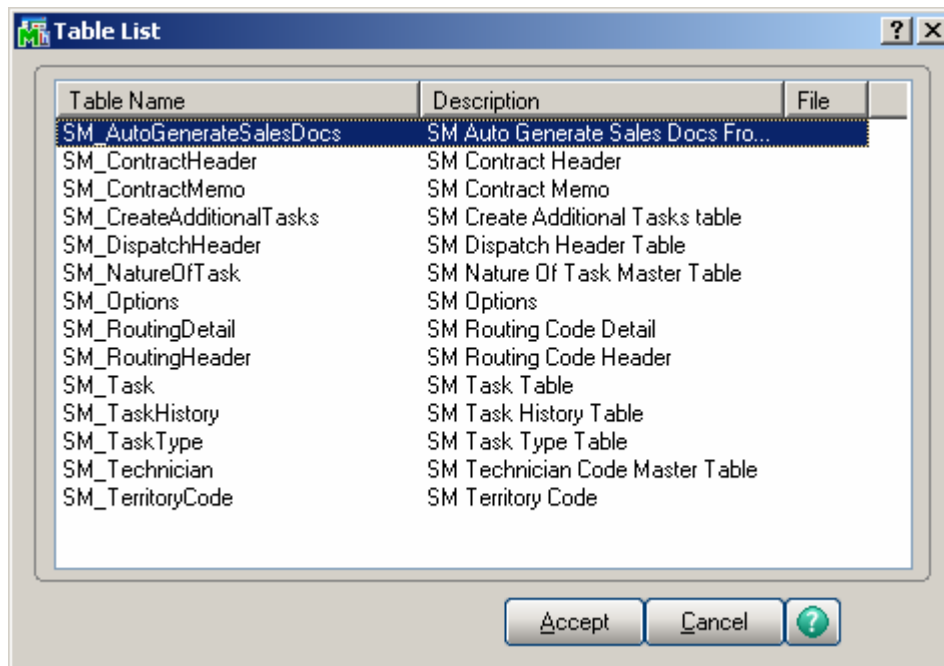 Table List
Table Name Description File
SM_AutoGenerateSalesDocs SM Auto Generate Sales Docs Fro...
SM_ContractHeader SM Contract Header
SM_ContractMemo SM Contract Memo
SM_CreateAdditionalTasks SM Create Additional Tasks table
SM_DispatchHeader SM Dispatch Header Table
SM_NatureOfTask SM Nature Of Task Master Table
SM_Options SM Options
SM_RoutingDetail SM Routing Code Detail
SM_RoutingHeader SM Routing Code Header
SM_Task SM Task Table
SM_TaskHistory SM Task History Table
SM_TaskType SM Task Type Table
SM_Technician SM Technician Code Master Table
SM_TerritoryCode SM Territory Code
Accept Cancel